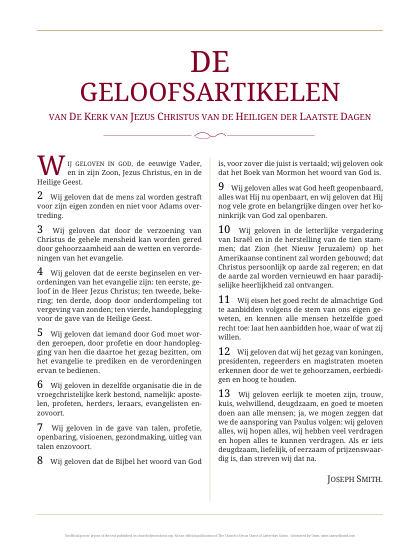 DE
GELOOFSARTIKELEN
VAN DE KERK VAN JEZUS CHRISTUS VAN DE HEILIGEN DER LAATSTE DAGEN
WIJ GELOVEN IN GOD, de eeuwige Vader,
en in zijn Zoon, Jezus Christus, en in de
Heilige Geest.
2 Wij geloven dat de mens zal worden gestraft
voor zijn eigen zonden en niet voor Adams over-
treding.
3 Wij geloven dat door de verzoening van
Christus de gehele mensheid kan worden gered
door gehoorzaamheid aan de wetten en verorde-
ningen van het evangelie.
4 Wij geloven dat de eerste beginselen en ver-
ordeningen van het evangelie zijn: ten eerste, ge-
loof in de Heer Jezus Christus; ten tweede, beke-
ring; ten derde, doop door onderdompeling tot
vergeving van zonden; ten vierde, handoplegging
voor de gave van de Heilige Geest.
5 Wij geloven dat iemand door God moet wor-
den geroepen, door profetie en door handopleg-
ging van hen die daartoe het gezag bezitten, om
het evangelie te prediken en de verordeningen
ervan te bedienen.
6 Wij geloven in dezelfde organisatie die in de
vroegchristelijke kerk bestond, namelijk: aposte-
len, profeten, herders, leraars, evangelisten en-
zovoort.
7 Wij geloven in de gave van talen, profetie,
openbaring, visioenen, gezondmaking, uitleg van
talen enzovoort.
8 Wij geloven dat de Bijbel het woord van God
is, voor zover die juist is vertaald; wij geloven ook
dat het Boek van Mormon het woord van God is.
9 Wij geloven alles wat God heeft geopenbaard,
alles wat Hij nu openbaart, en wij geloven dat Hij
nog vele grote en belangrijke dingen over het ko-
ninkrijk van God zal openbaren.
10 Wij geloven in de letterlijke vergadering
van Israël en in de herstelling van de tien stam-
men; dat Zion (het Nieuw Jeruzalem) op het
Amerikaanse continent zal worden gebouwd; dat
Christus persoonlijk op aarde zal regeren; en dat
de aarde zal worden vernieuwd en haar paradij-
selijke heerlijkheid zal ontvangen.
11 Wij eisen het goed recht de almachtige God
te aanbidden volgens de stem van ons eigen ge-
weten, en kennen alle mensen hetzelfde goed
recht toe: laat hen aanbidden hoe, waar of wat zij
willen.
12 Wij geloven dat wij het gezag van koningen,
presidenten, regeerders en magistraten moeten
erkennen door de wet te gehoorzamen, eerbiedi-
gen en hoog te houden.
13 Wij geloven eerlijk te moeten zijn, trouw,
kuis, welwillend, deugdzaam, en goed te moeten
doen aan alle mensen; ja, we mogen zeggen dat
we de aansporing van Paulus volgen: wij geloven
alles, wij hopen alles, wij hebben veel verdragen
en hopen alles te kunnen verdragen. Als er iets
deugdzaam, liefelijk, of eerzaam of prijzenswaar-
dig is, dan streven wij dat na.
JOSEPH SMITH.